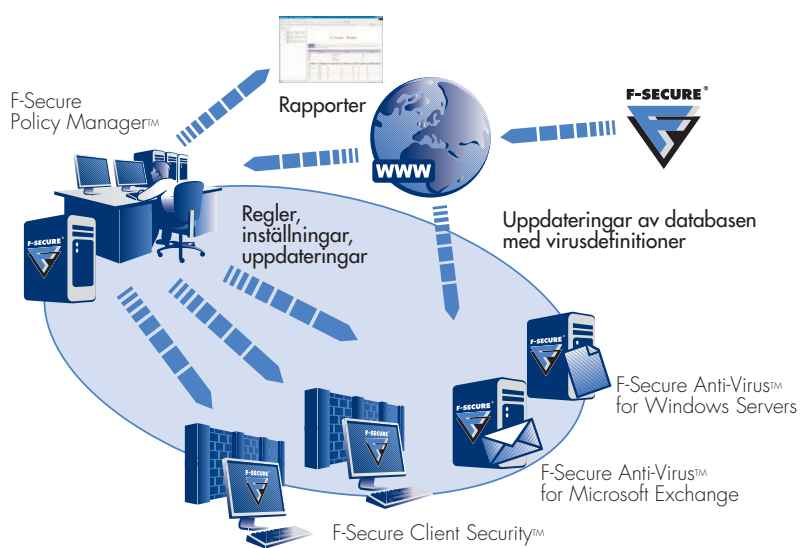 F-Secure
Policy Manager™
Rapporter
F-SECURE®
WWW
Regler,
inställningar,
uppdateringar
Uppdateringar av databasen
med virusdefinitioner
F-SECURE
F-SECURE
F-Secure Anti-Virus™
for Windows Servers
F-SECURE
F-Secure Anti-Virus™
for Microsoft Exchange
F-SECURE
F-SECURE
F-Secure Client Security™